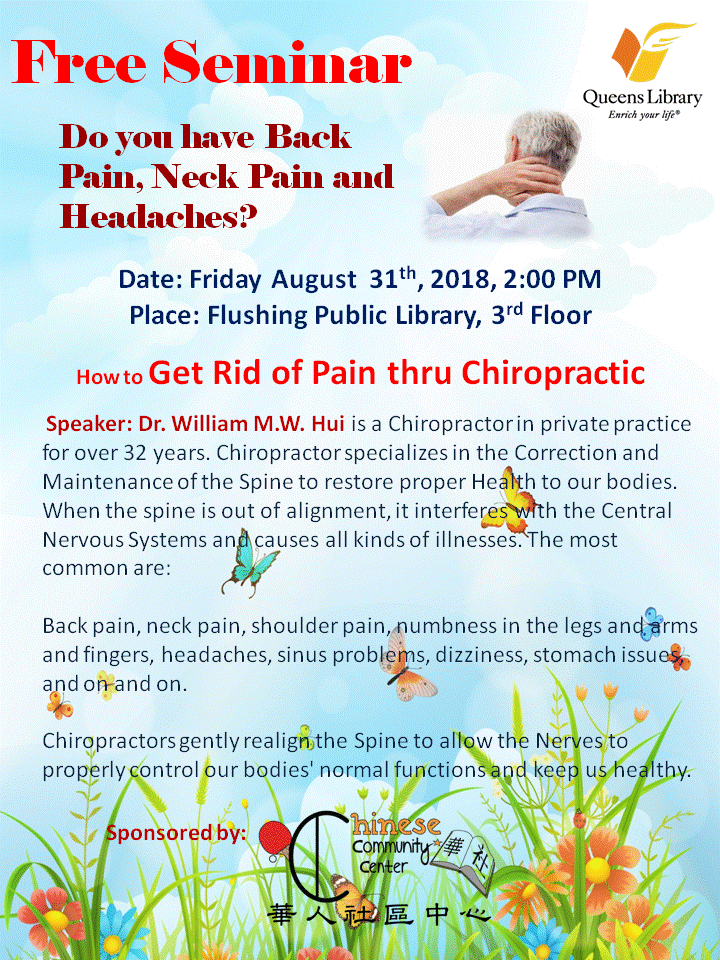 Free Seminar
Queens Library
Enrich your life®
Do you have Back
Pain, Neck Pain and
Headaches?
Date: Friday August 31th, 2018, 2:00 PM
Place: Flushing Public Library, 3rd Floor
How to Get Rid of Pain thru Chiropractic
Speaker: Dr. William M.W. Hui is a Chiropractor in private practice
for over 32 years. Chiropractor specializes in the Correction and
Maintenance of the Spine to restore proper Health to our bodies.
When the spine is out of alignment, it interferes with the Central
Nervous Systems and causes all kinds of illnesses. The most
common are:
Back pain, neck pain, shoulder pain, numbness in the legs and arms
and fingers, headaches, sinus problems, dizziness, stomach issues,
and on and on.
Chiropractors gently realign the Spine to allow the Nerves to
properly control our bodies' normal functions and keep us healthy.
Sponsored by:
Chinese
Community
Center
華 社
華人社區中心